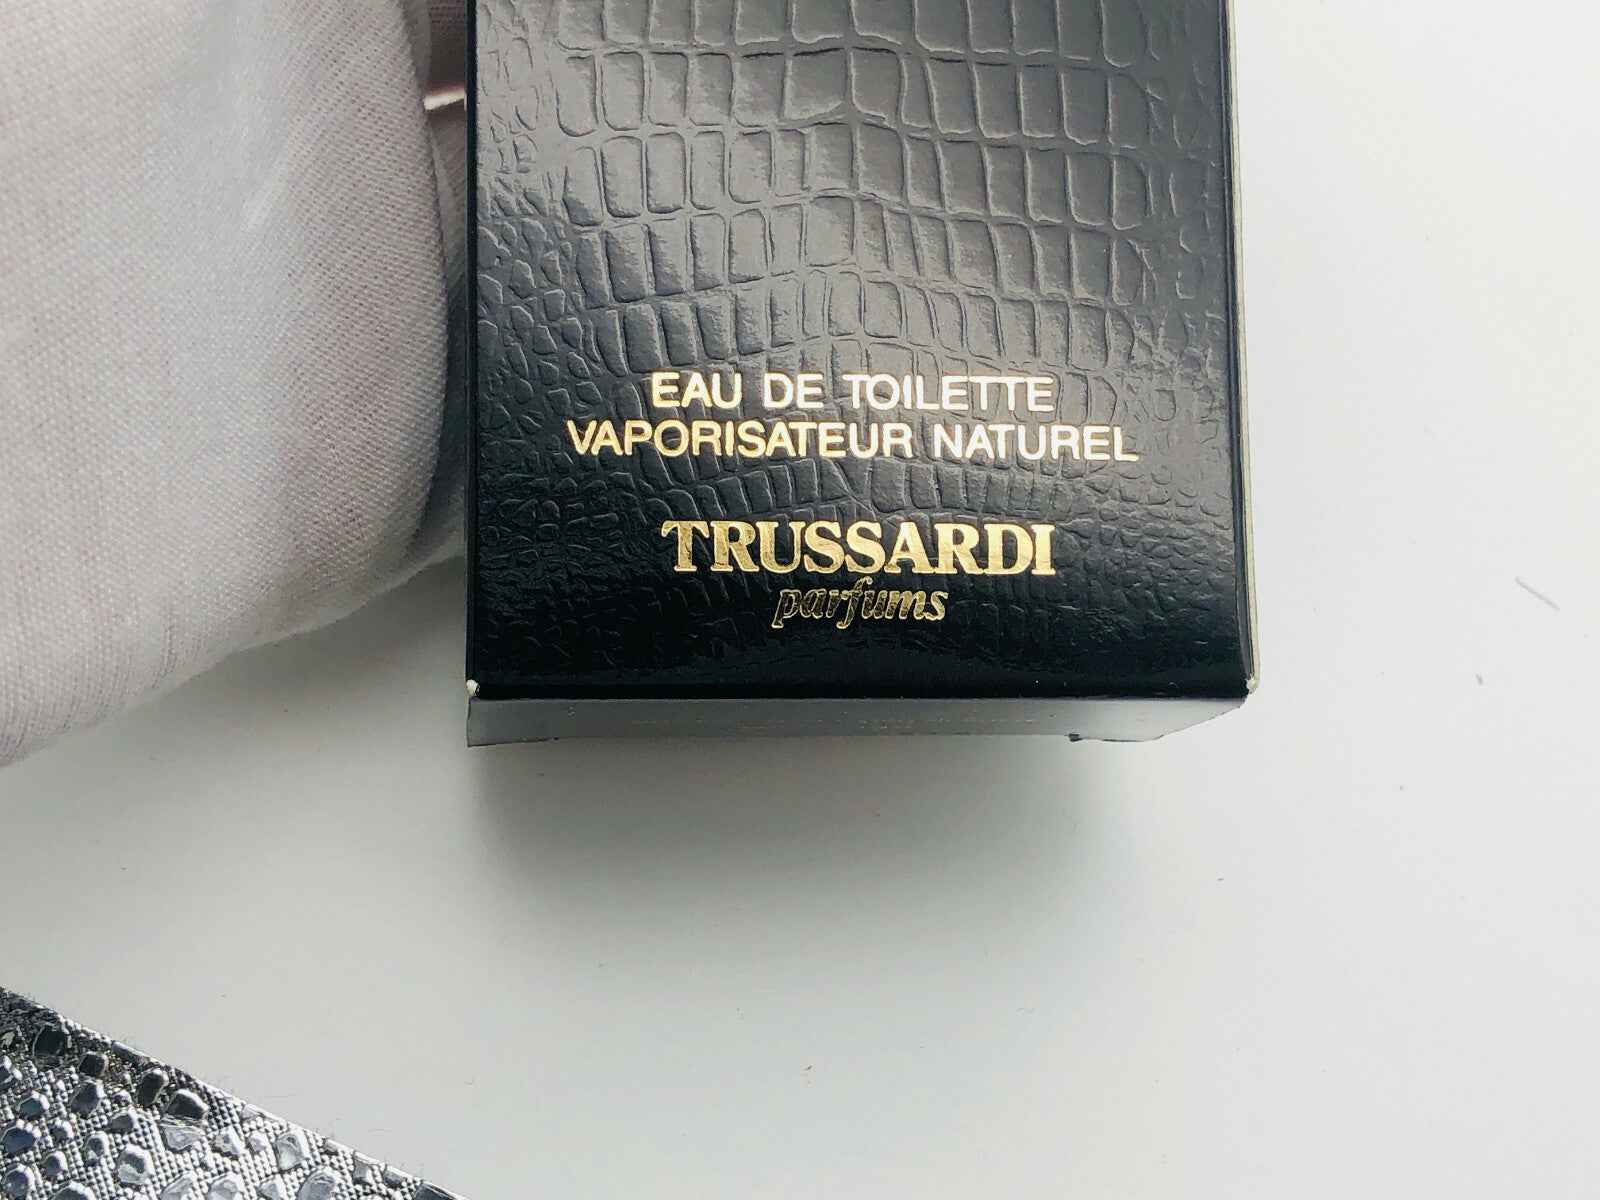 EAU DE TOILETTE
VAPORISATEUR NATUREL
TRUSSARDI
parfums